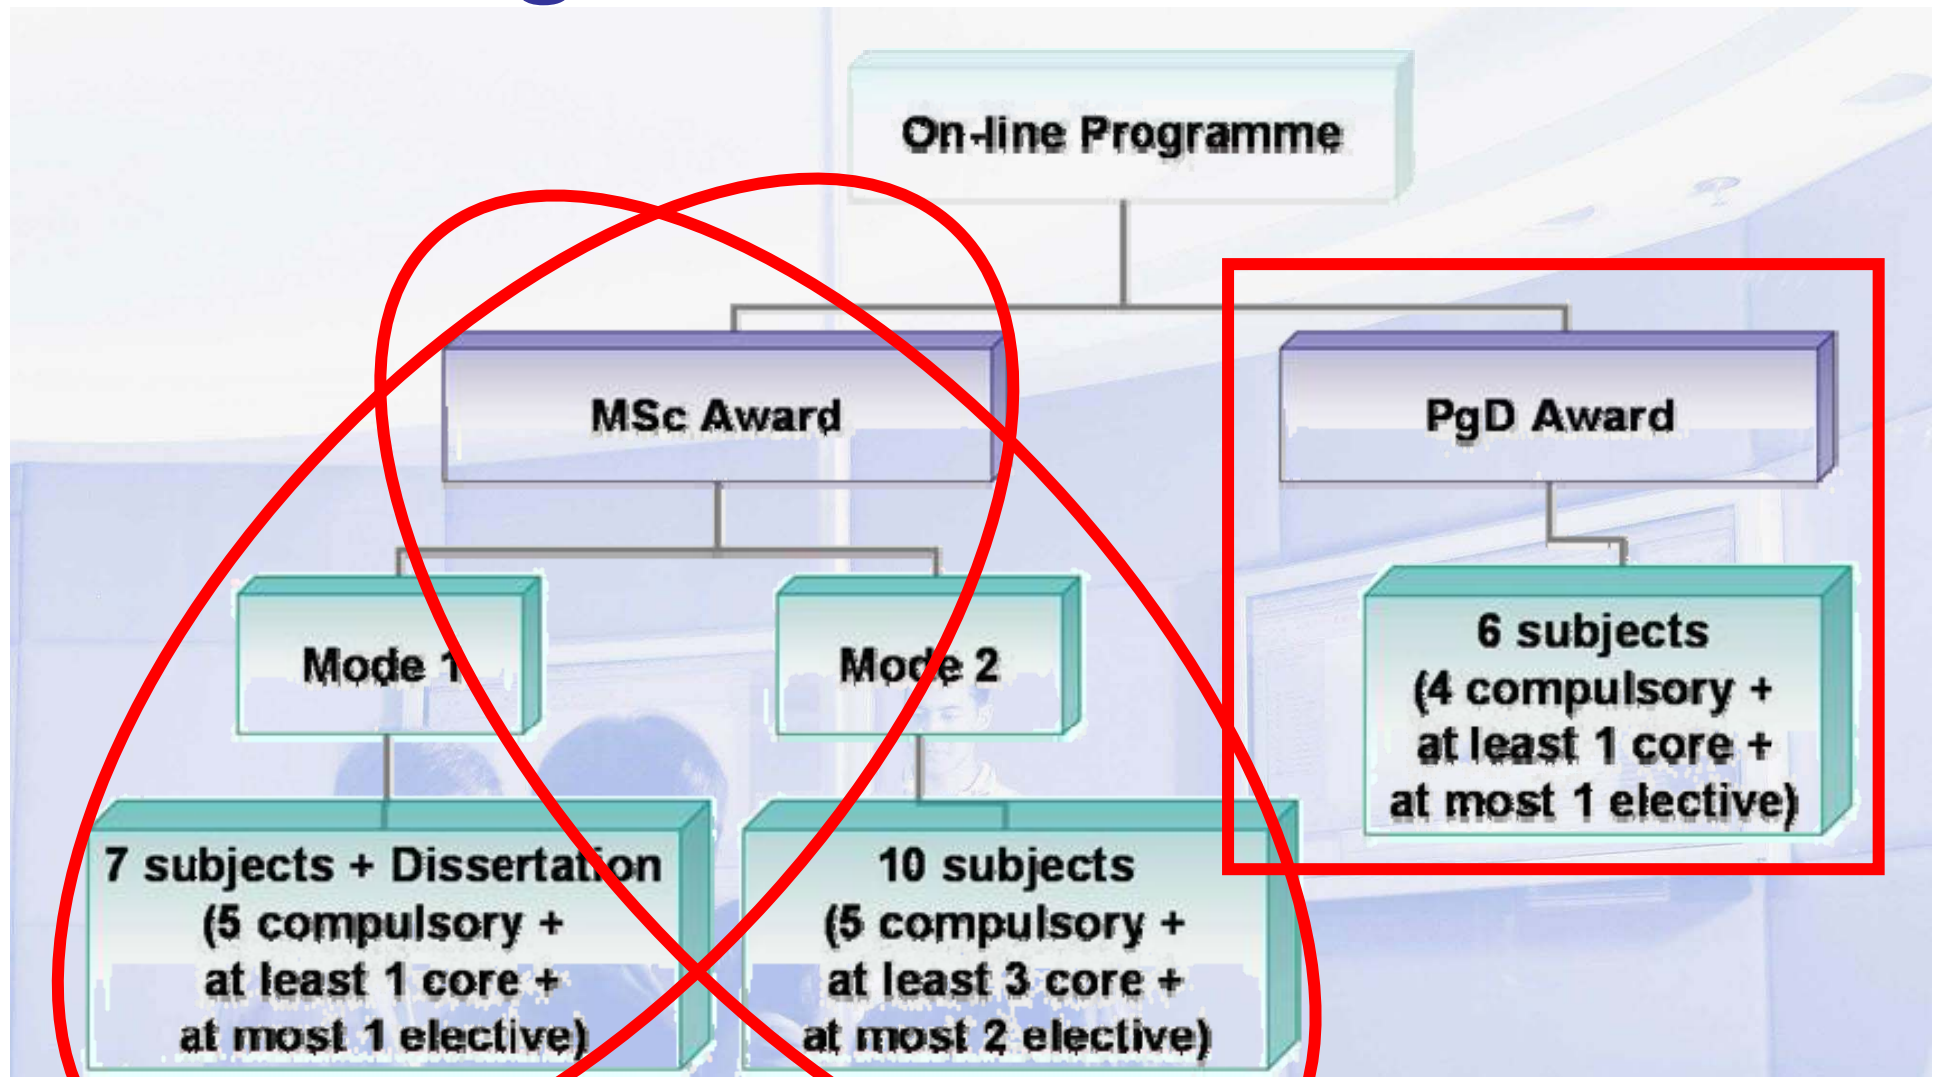 On-line Programme
MSc Award
PgD Award
Mode 1
Mode 2
6 subjects
(4 compulsory +
at least 1 core +
at most 1 elective)
7 subjects + Dissertation
(5 compulsory +
at least 1 core +
at most 1 elective)
10 subjects
(5 compulsory +
at least 3 core +
at most 2 elective)